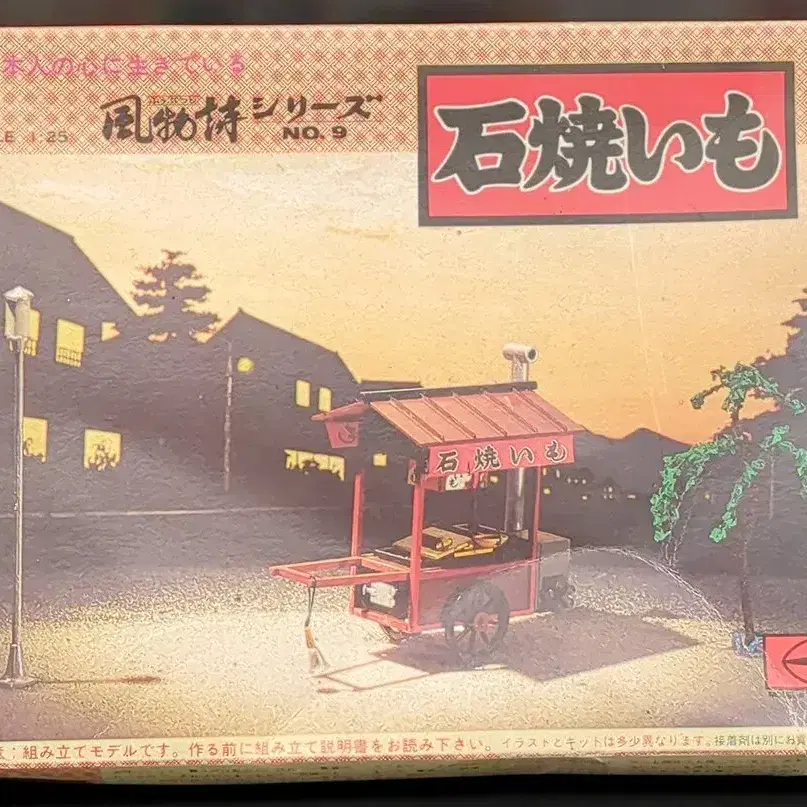 本人の心に生きている
風物詩シリーズ
NO.9
石焼いも
LE 1:25
石焼いも
：組み立てモデルです。作る前に組み立て説明書をお読み下さい。イラストとキットは多少異なります。接着剤は別にお買